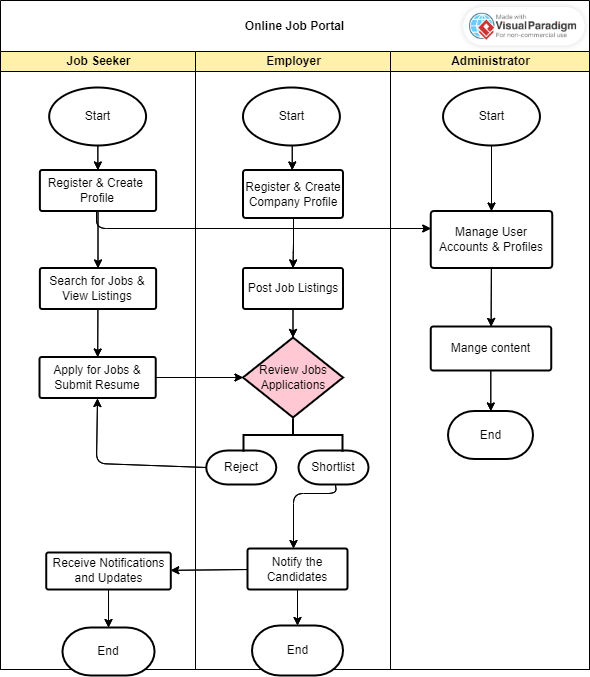 Online Job Portal
Made with
Visual Paradigm
For non-commercial use
Job Seeker
Employer
Administrator
Start
Start
Start
Register & Create
Profile
Register & Create
Company Profile
Manage User
Accounts & Profiles
Search for Jobs &
View Listings
Post Job Listings
Mange content
Apply for Jobs &
Submit Resume
Review Jobs
Applications
End
Reject
Shortlist
Receive Notifications
and Updates
Notify the
Candidates
End
End